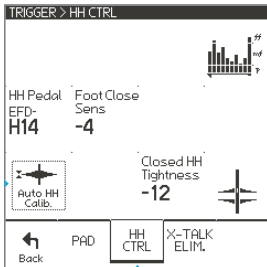 TRIGGER > HH CTRL
ff
mf
p
HH Pedal Foot Close
EFD- Sens
H14 -4
Closed HH
Tightness
-12
Auto HH
Calib.
Back
PAD
HH
CTRL
X-TALK
ELIM.